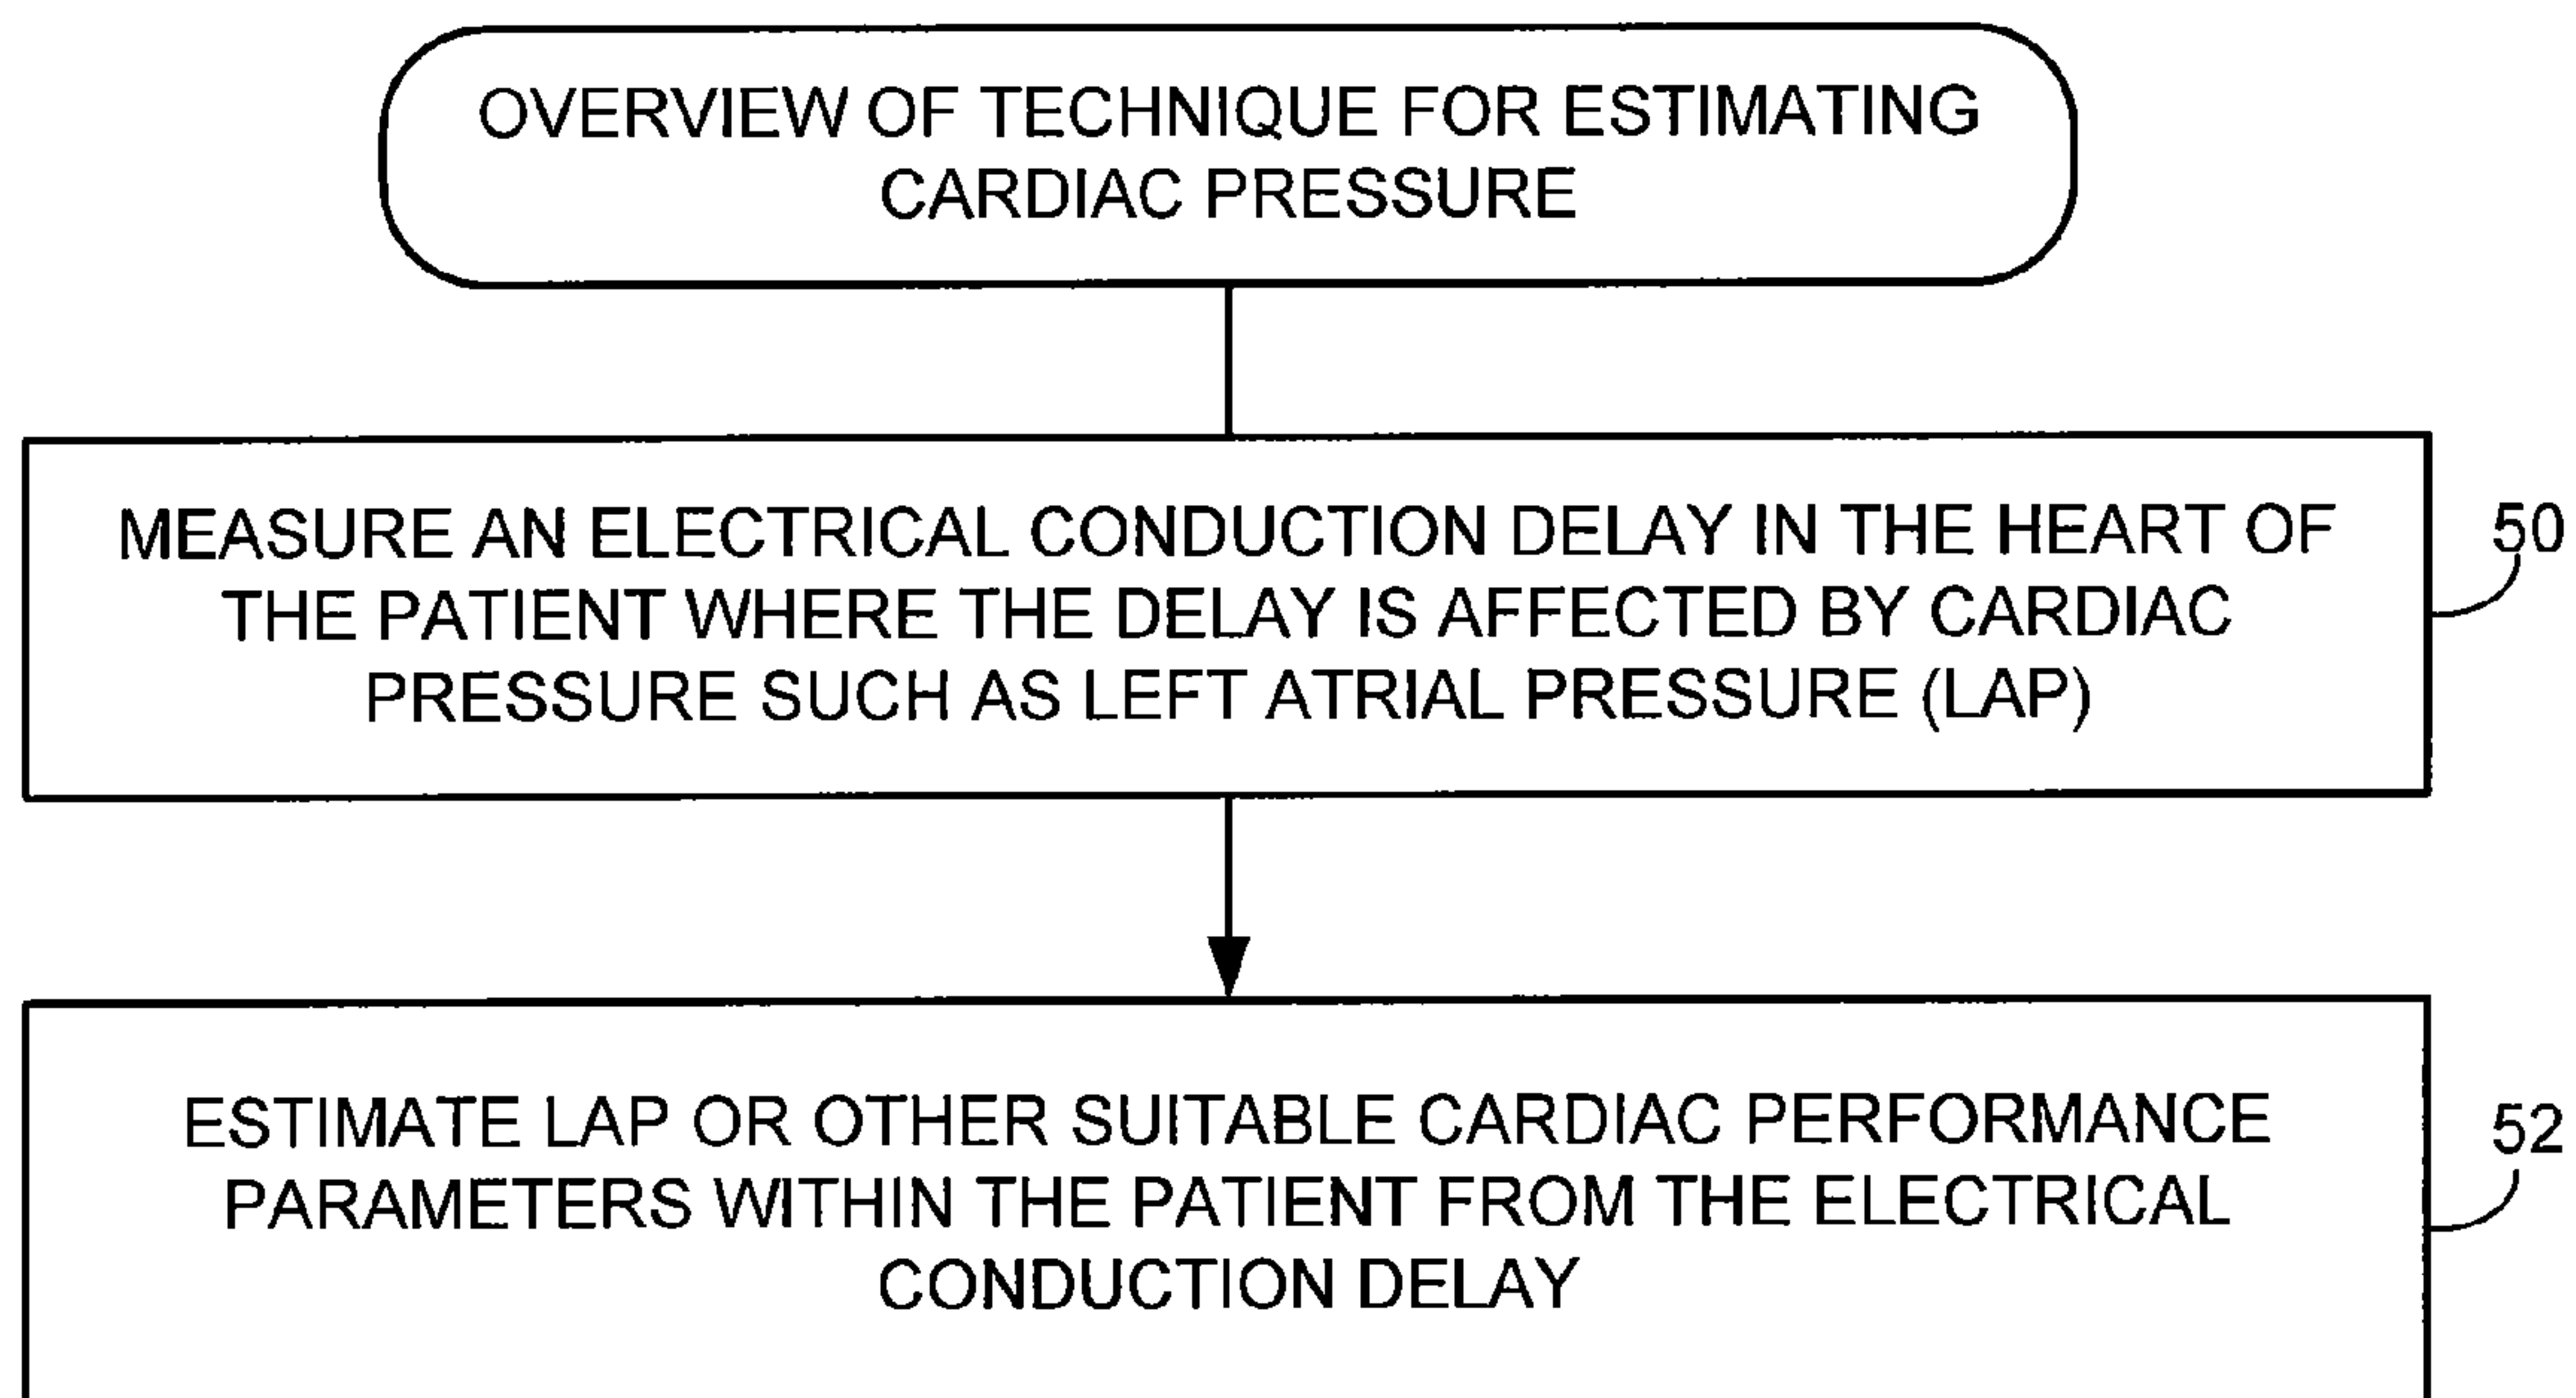 OVERVIEW OF TECHNIQUE FOR ESTIMATING
CARDIAC PRESSURE
MEASURE AN ELECTRICAL CONDUCTION DELAY IN THE HEART OF
THE PATIENT WHERE THE DELAY IS AFFECTED BY CARDIAC
PRESSURE SUCH AS LEFT ATRIAL PRESSURE (LAP)
50
ESTIMATE LAP OR OTHER SUITABLE CARDIAC PERFORMANCE
PARAMETERS WITHIN THE PATIENT FROM THE ELECTRICAL
CONDUCTION DELAY
52